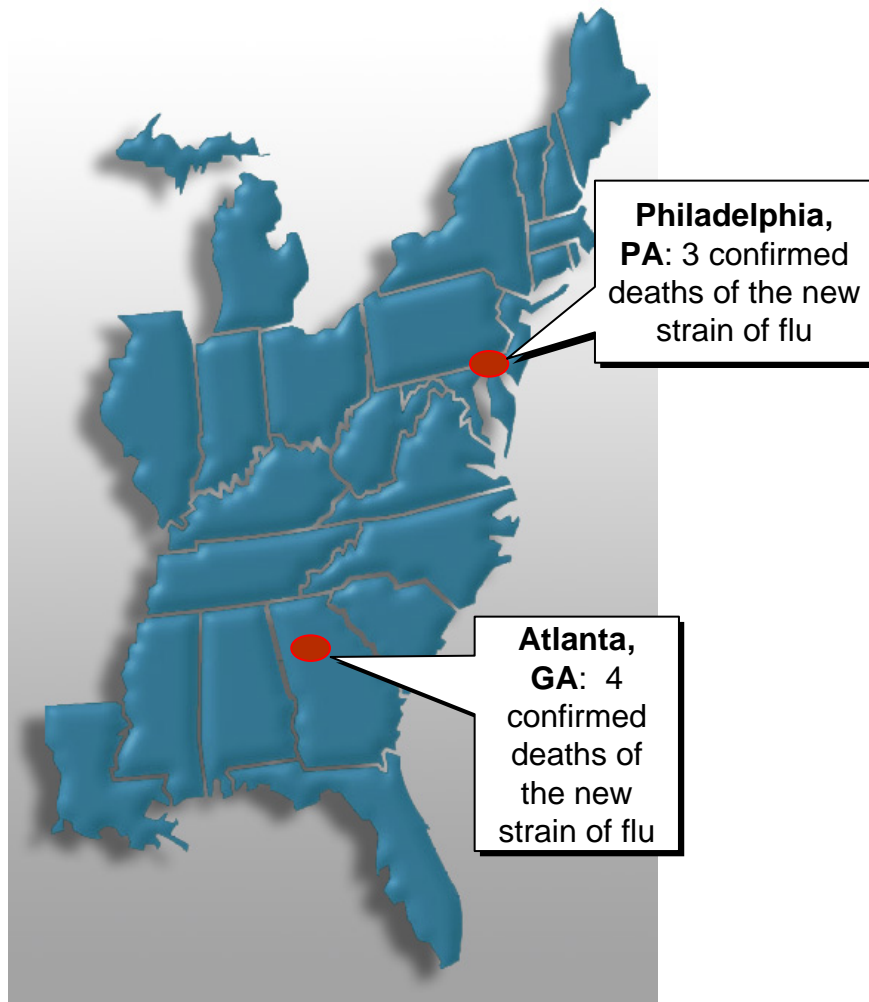 Philadelphia,
PA: 3 confirmed
deaths of the new
strain of flu
Atlanta,
GA:  4
confirmed
deaths of
the new
strain of flu